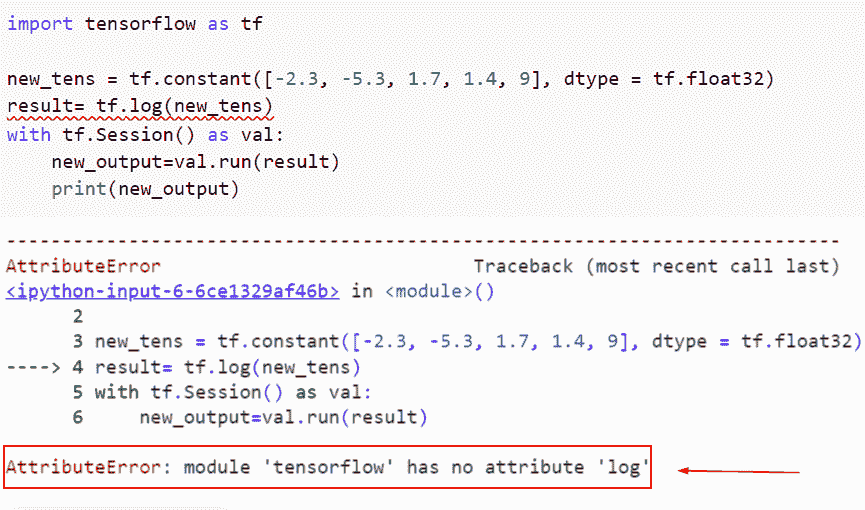 import tensorflow as tf
new_tens = tf.constant([-2.3, -5.3, 1.7, 1.4, 9], dtype = tf.float32)
result= tf.log(new_tens)
with tf.Session() as val:
    new_output=val.run(result)
    print(new_output)
---------------------------------------------------------------------------
AttributeError                            Traceback (most recent call last)
<ipython-input-6-6ce1329af46b> in <module>()
      2
      3 new_tens = tf.constant([-2.3, -5.3, 1.7, 1.4, 9], dtype = tf.float32)
----> 4 result= tf.log(new_tens)
      5 with tf.Session() as val:
      6     new_output=val.run(result)
AttributeError: module 'tensorflow' has no attribute 'log'